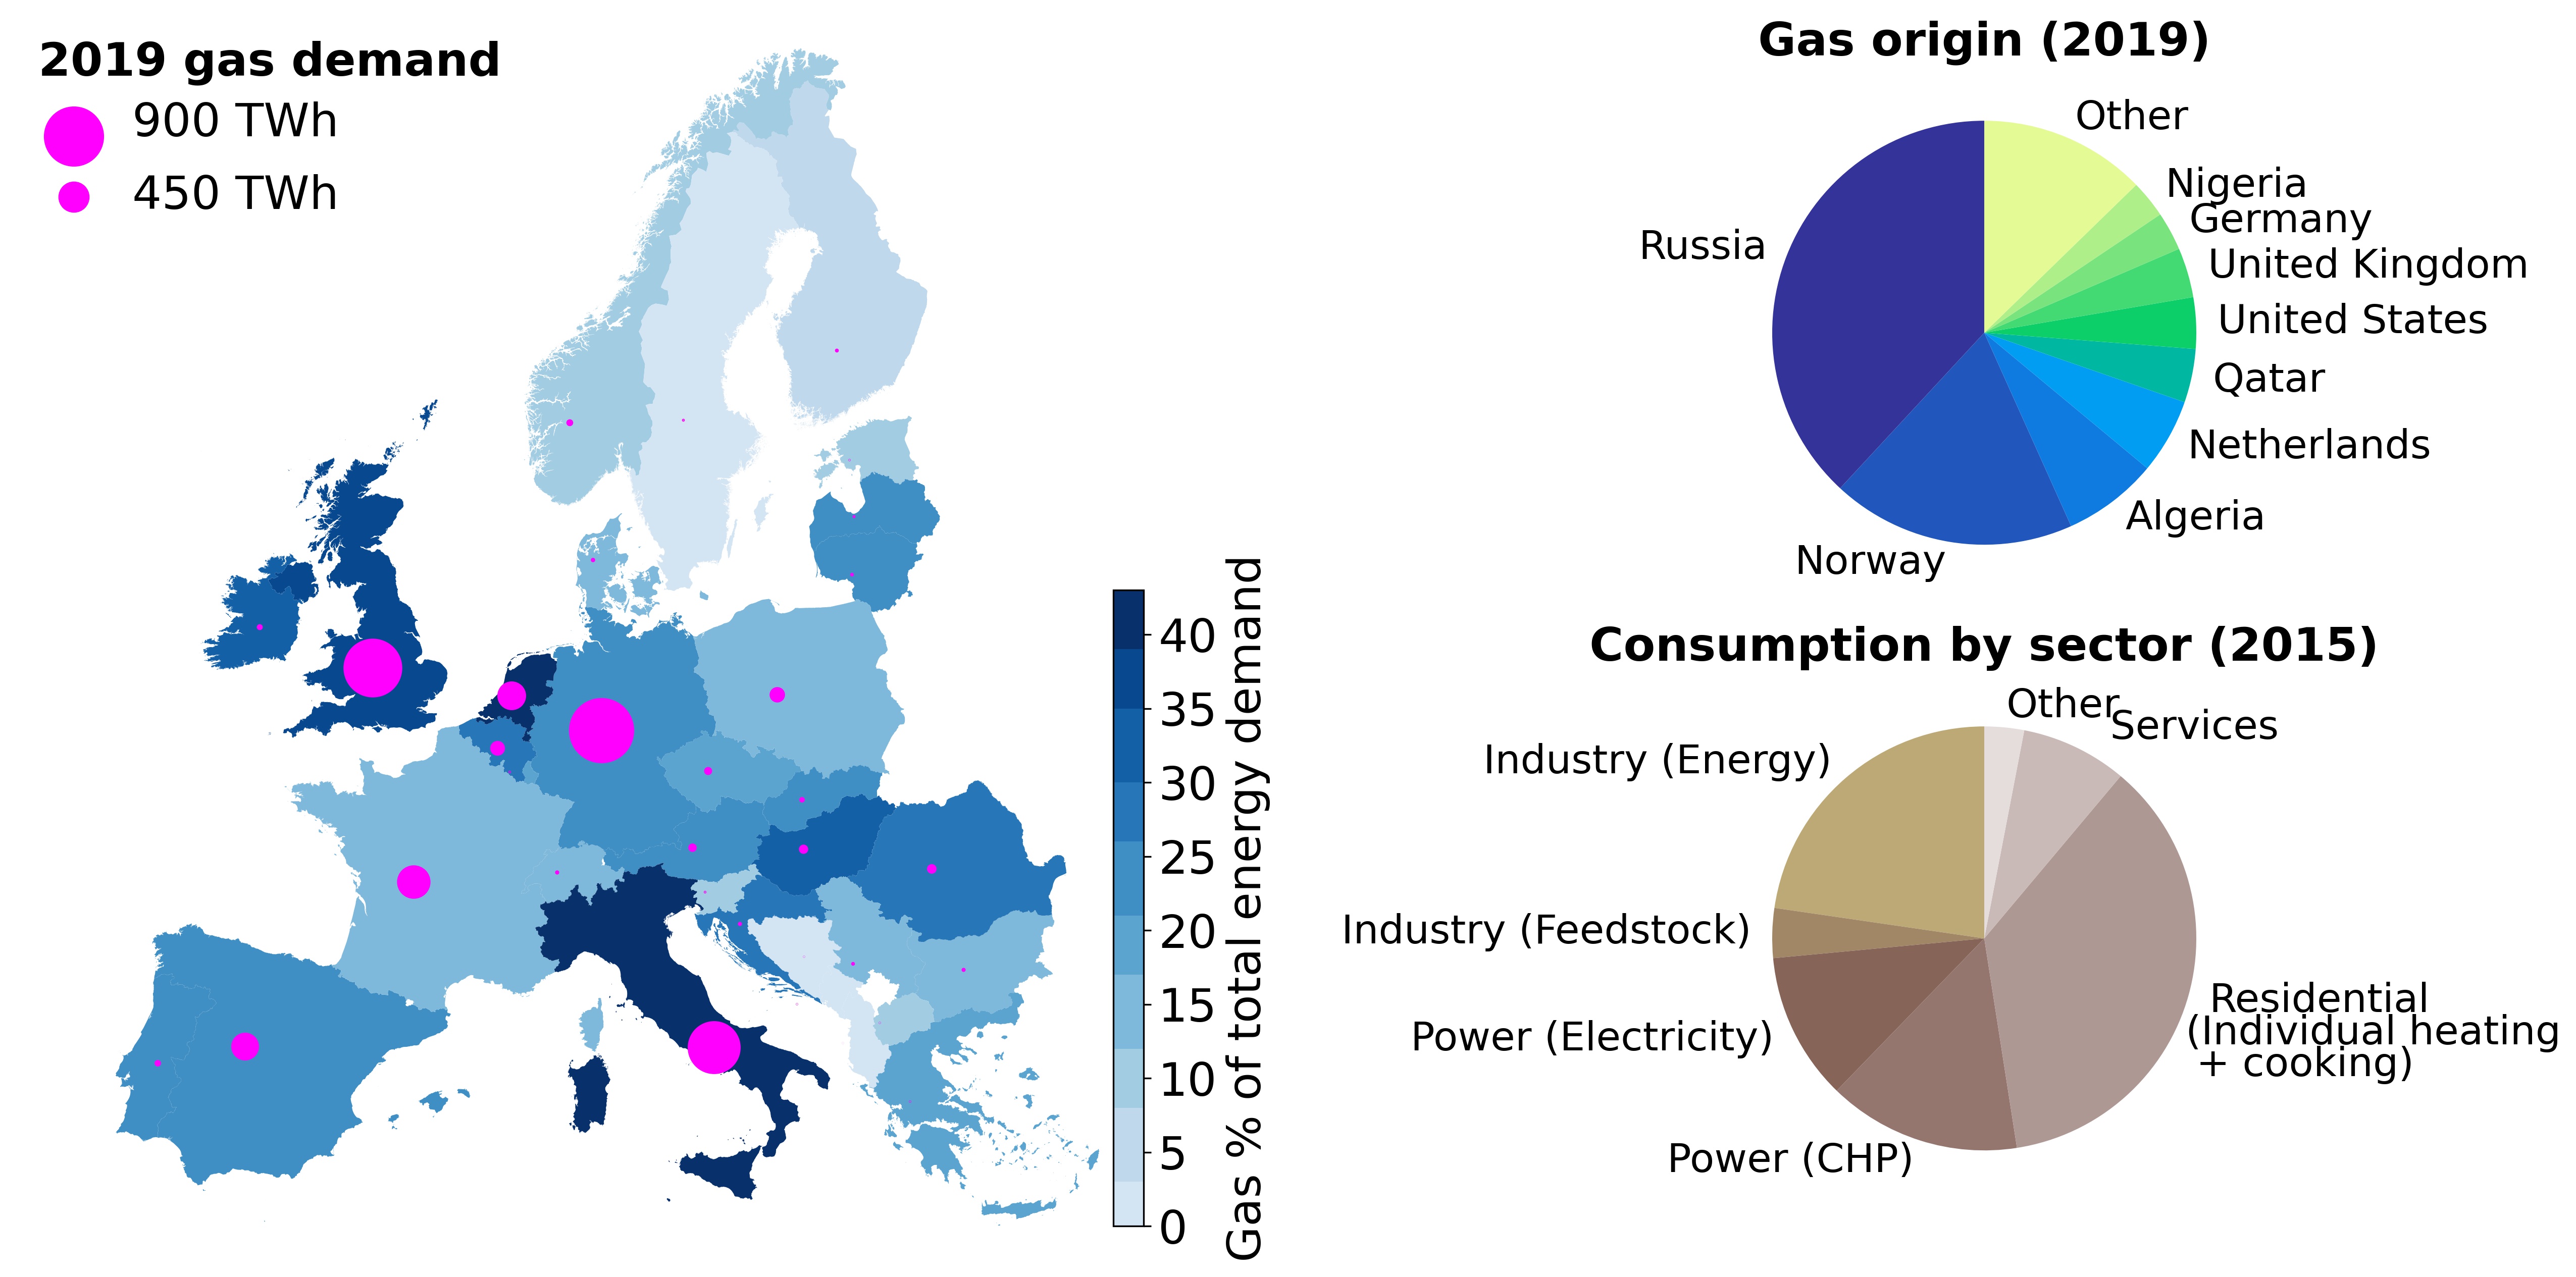 2019 gas demand
900 TWh
450 TWh
40
35
30
25
20
15
10
5
0
Gas % of total energy demand
Gas origin (2019)
Other
Nigeria
Germany
United Kingdom
United States
Qatar
Netherlands
Algeria
Norway
Russia
Consumption by sector (2015)
Other
Services
Residential
(Individual heating
+ cooking)
Power (CHP)
Power (Electricity)
Industry (Feedstock)
Industry (Energy)